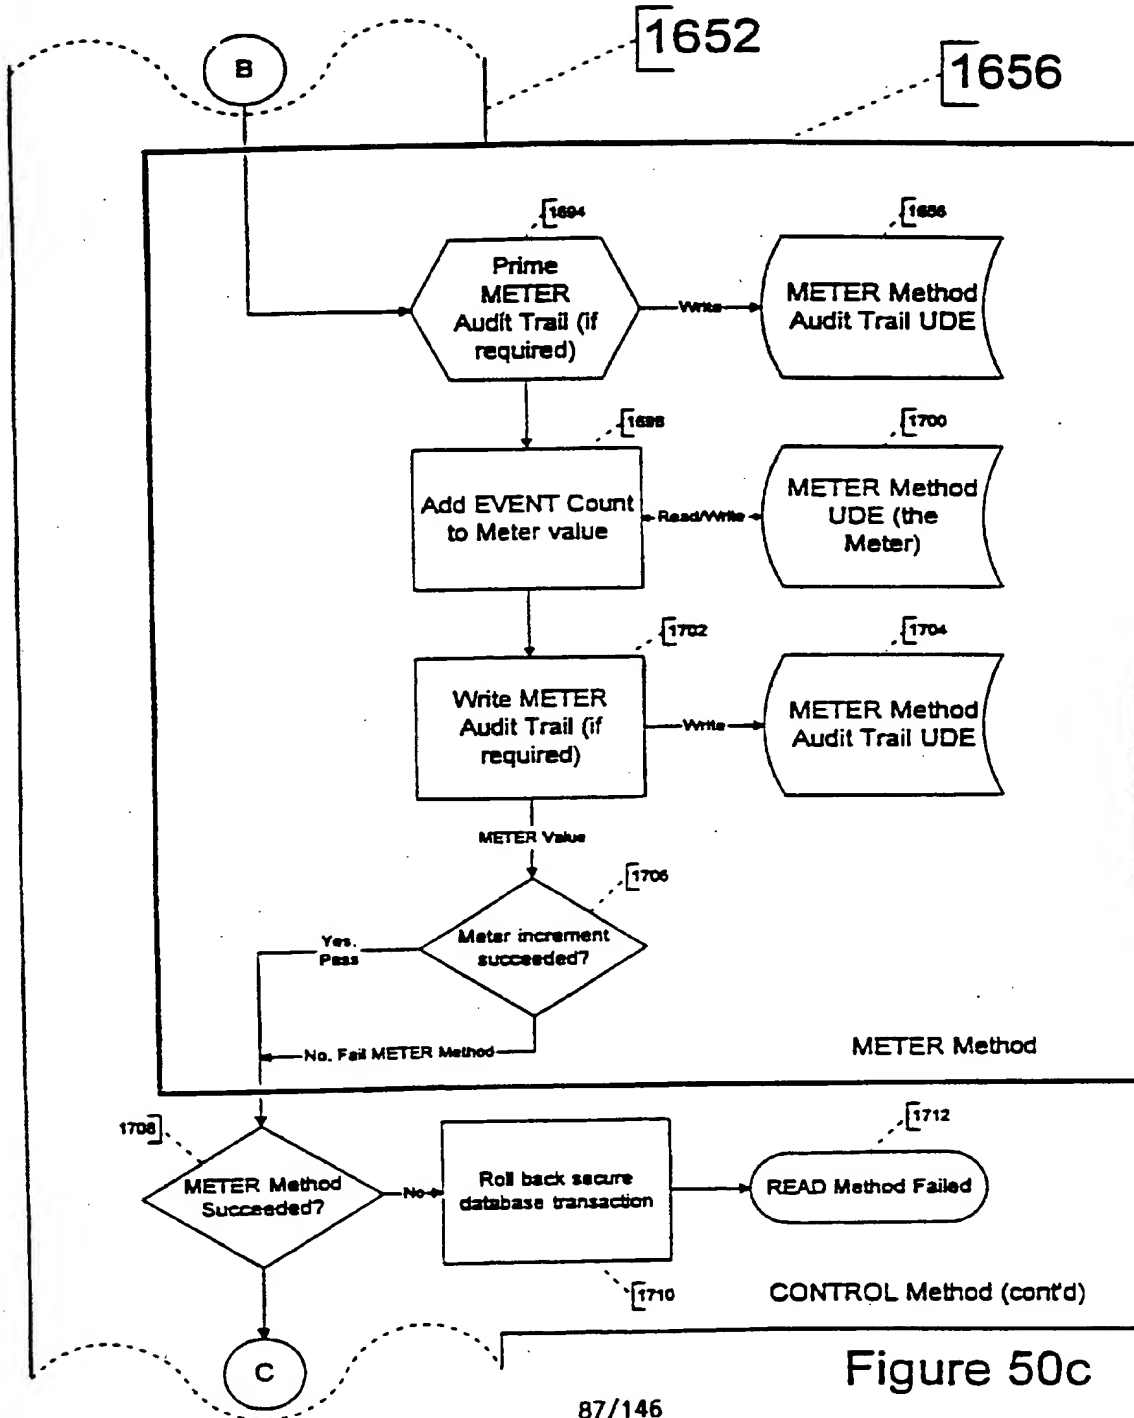 1652
1656
B
1694
Prime
METER
Audit Trail (if
required)
Write
1696
METER Method
Audit Trail UDE
1698
Add EVENT Count
to Meter value
Read/Write
1700
METER Method
UDE (the
Meter)
1702
Write METER
Audit Trail (if
required)
Write
1704
METER Method
Audit Trail UDE
METER Value
1706
Meter increment
succeeded?
Yes.
Pass
No. Fail METER Method
METER Method
1708
METER Method
Succeeded?
No
Roll back secure
database transaction
1710
1712
READ Method Failed
CONTROL Method (cont'd)
C
Figure 50c
87/146